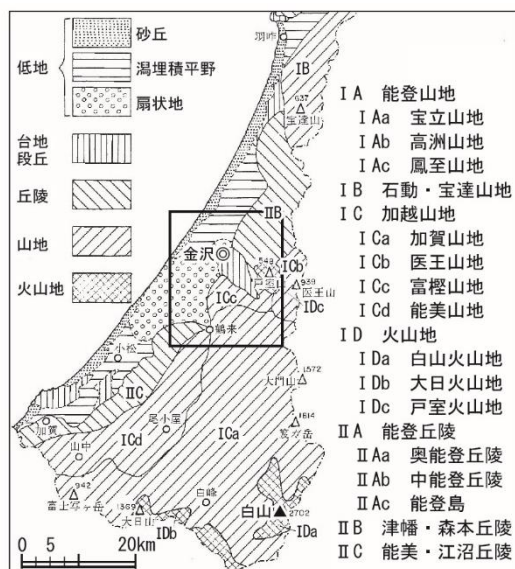 低地
砂丘
潟埋積平野
扇状地
台地
段丘
丘陵
山地
火山地
羽咋
ⅠB
637
宝達山
ⅡB
金沢
548
戸室山
ⅠCb
939
医王山
ⅠCc
ⅠDc
鶴来
小松
ⅡC
大門山
1572
加賀
尾小屋
ⅠCd
ⅠCa
1814
笈ヶ岳
山中
942
富士写ヶ岳
1369
大日山
白峰
白山
2702
ⅠDb
ⅠDa
0 5 20km
ⅠA 能登山地
ⅠAa 宝立山地
ⅠAb 高洲山地
ⅠAc 鳳至山地
ⅠB 石動・宝達山地
ⅠC 加越山地
ⅠCa 加賀山地
ⅠCb 医王山地
ⅠCc 富樫山地
ⅠCd 能美山地
ⅠD 火山地
ⅠDa 白山火山地
ⅠDb 大日火山地
ⅠDc 戸室火山地
ⅡA 能登丘陵
ⅡAa 奥能登丘陵
ⅡAb 中能登丘陵
ⅡAc 能登島
ⅡB 津幡・森本丘陵
ⅡC 能美・江沼丘陵